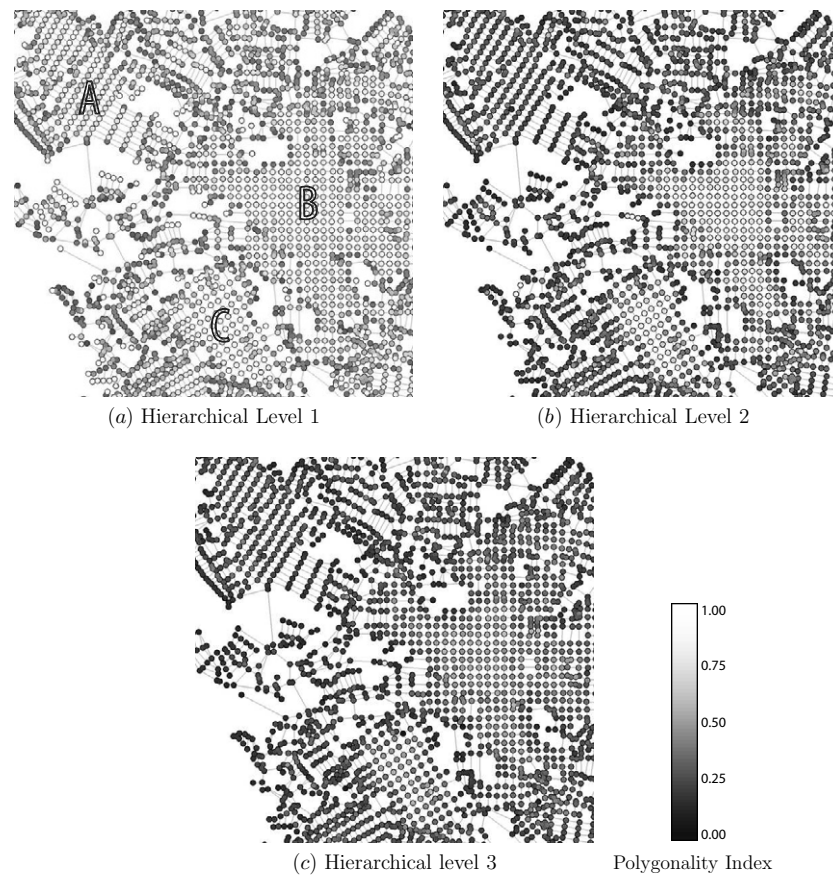 A
B
C
(a) Hierarchical Level 1
(b) Hierarchical Level 2
1.00
0.75
0.50
0.25
0.00
(c) Hierarchical level 3
Polygonality Index